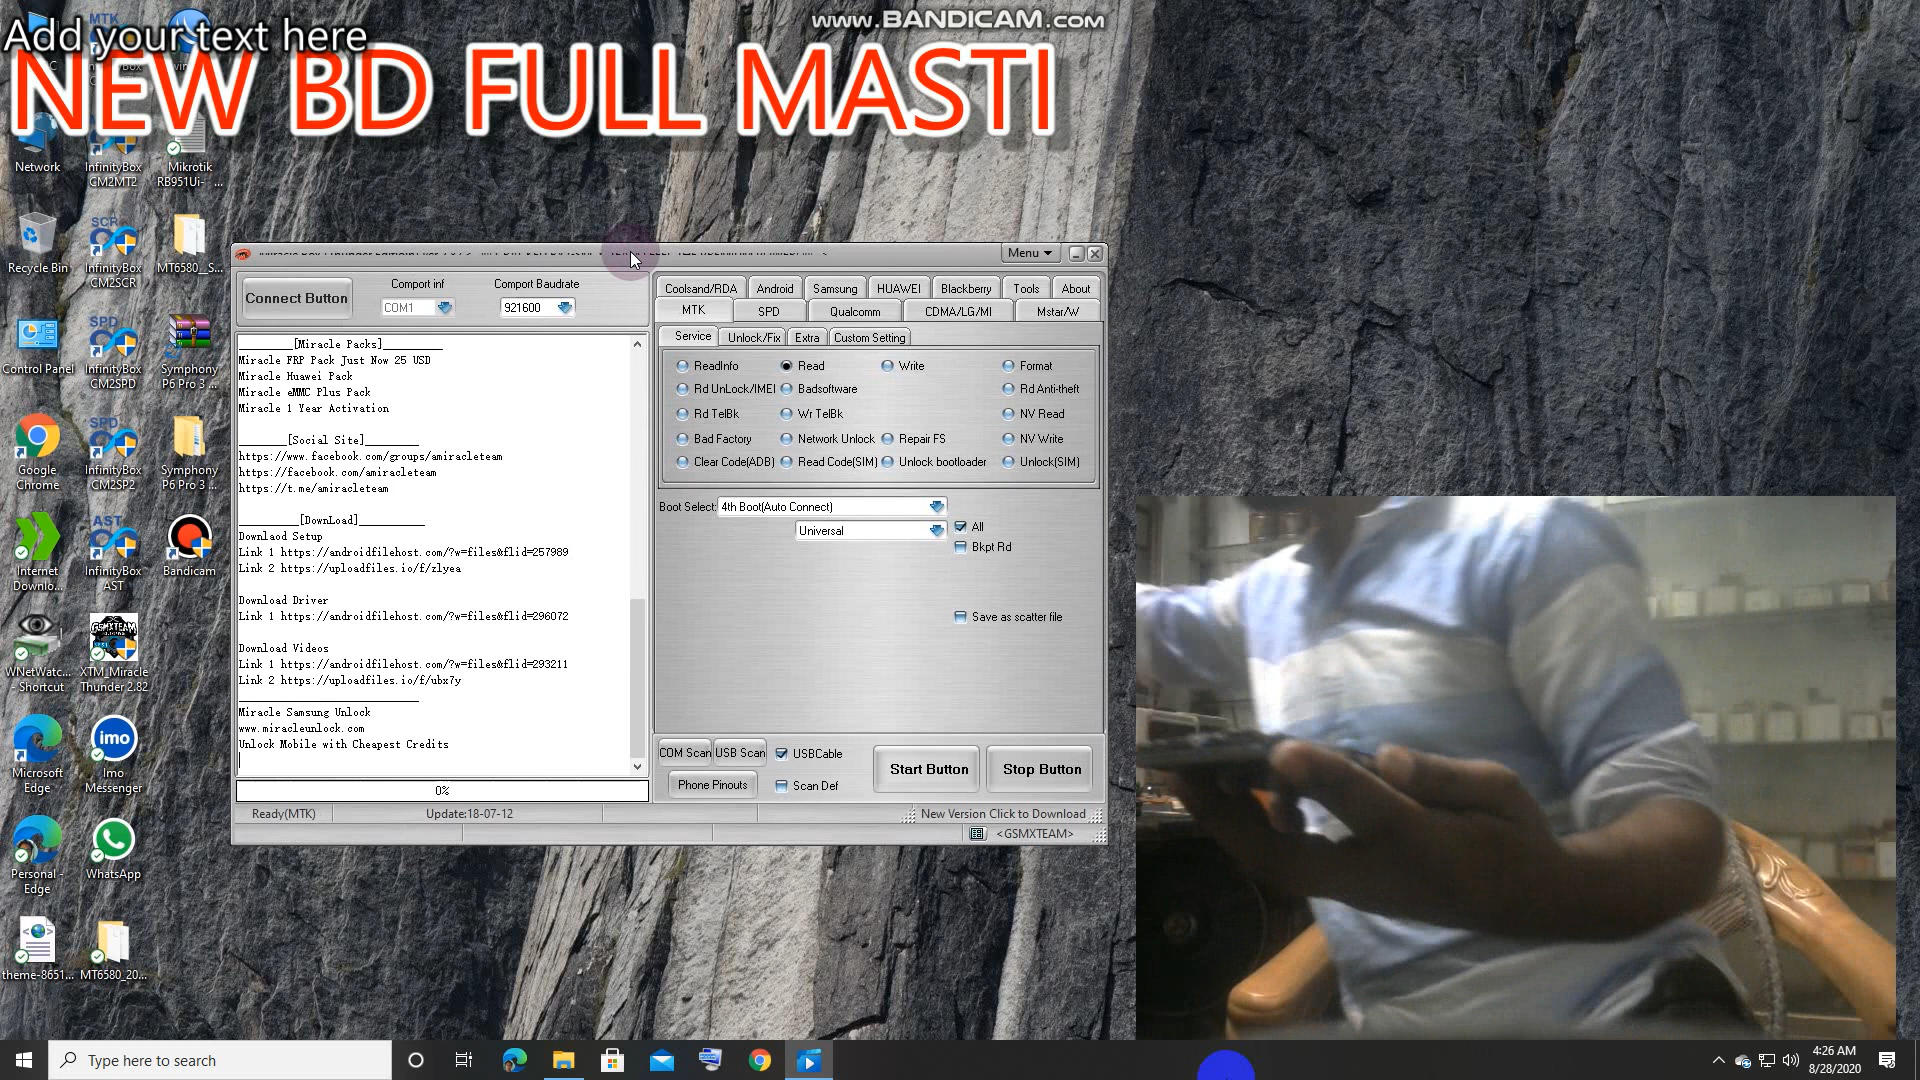 www.BANDICAM.com
Add your text here
NEW BD FULL MASTI
Network
InfinityBox CM2MT2
Mikrotik RB951Ui- ...
Recycle Bin
InfinityBox CM2SCR
MT6580__S...
Control Panel
InfinityBox CM2SPD
Symphony P6 Pro 3 ...
Google Chrome
InfinityBox CM2SP2
Symphony P6 Pro 3 ...
Internet Downlo...
InfinityBox AST
Bandicam
WNetWatc... - Shortcut
XTM_Miracle Thunder 2.82
Microsoft Edge
Imo Messenger
Personal - Edge
WhatsApp
theme-8651...
MT6580_20...
Menu
Connect Button
Comport inf
COM1
Comport Baudrate
921600
[Miracle Packs]
Miracle FRP Pack Just Now 25 USD
Miracle Huawei Pack
Miracle eMMC Plus Pack
Miracle 1 Year Activation
[Social Site]
https://www.facebook.com/groups/amiracleteam
https://facebook.com/amiracleteam
https://t.me/amiracleteam
[DownLoad]
Downlaod Setup
Link 1 https://androidfilehost.com/?w=files&flid=257989
Link 2 https://uploadfiles.io/f/zlyea
Download Driver
Link 1 https://androidfilehost.com/?w=files&flid=296072
Download Videos
Link 1 https://androidfilehost.com/?w=files&flid=293211
Link 2 https://uploadfiles.io/f/ubx7y
Miracle Samsung Unlock
www.miracleunlock.com
Unlock Mobile with Cheapest Credits
0%
Coolsand/RDA Android Samsung HUAWEI Blackberry Tools About
MTK SPD Qualcomm CDMA/LG/MI Mstar/W
Service Unlock/Fix Extra Custom Setting
ReadInfo Read Write Format
Rd UnLock/IMEI Badsoftware Rd Anti-theft
Rd TelBk Wr TelBk NV Read
Bad Factory Network Unlock Repair FS NV Write
Clear Code(ADB) Read Code(SIM) Unlock bootloader Unlock(SIM)
Boot Select: 4th Boot(Auto Connect)
Universal All
Bkpt Rd
Save as scatter file
COM Scan USB Scan USBCable
Phone Pinouts Scan Def
Start Button Stop Button
Ready(MTK) Update:18-07-12 New Version Click to Download
<GSMXTEAM>
Type here to search
4:26 AM
8/28/2020